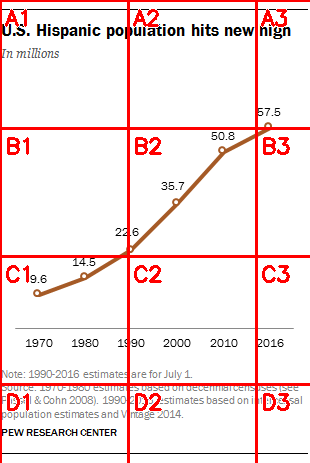 A1
A2
A3
U.S. Hispanic population hits new high
In millions
57.5
B1
B2
B3
50.8
35.7
22.6
14.5
C1
C2
C3
9.6
1970 1980 1990 2000 2010 2016
Note: 1990-2016 estimates are for July 1.
Source: 1970-1980 estimates based on decennial censuses (see
Passel & Cohn 2008). 1990-2015 estimates based on intercensal
D1
D2
D3
population estimates and Vintage 2014.
PEW RESEARCH CENTER